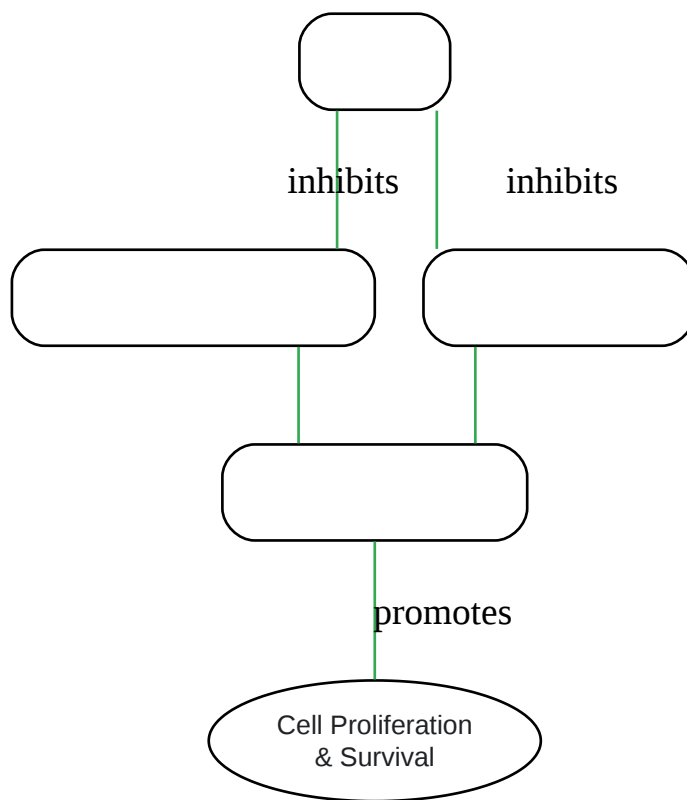 inhibits
inhibits
promotes
Cell Proliferation
& Survival